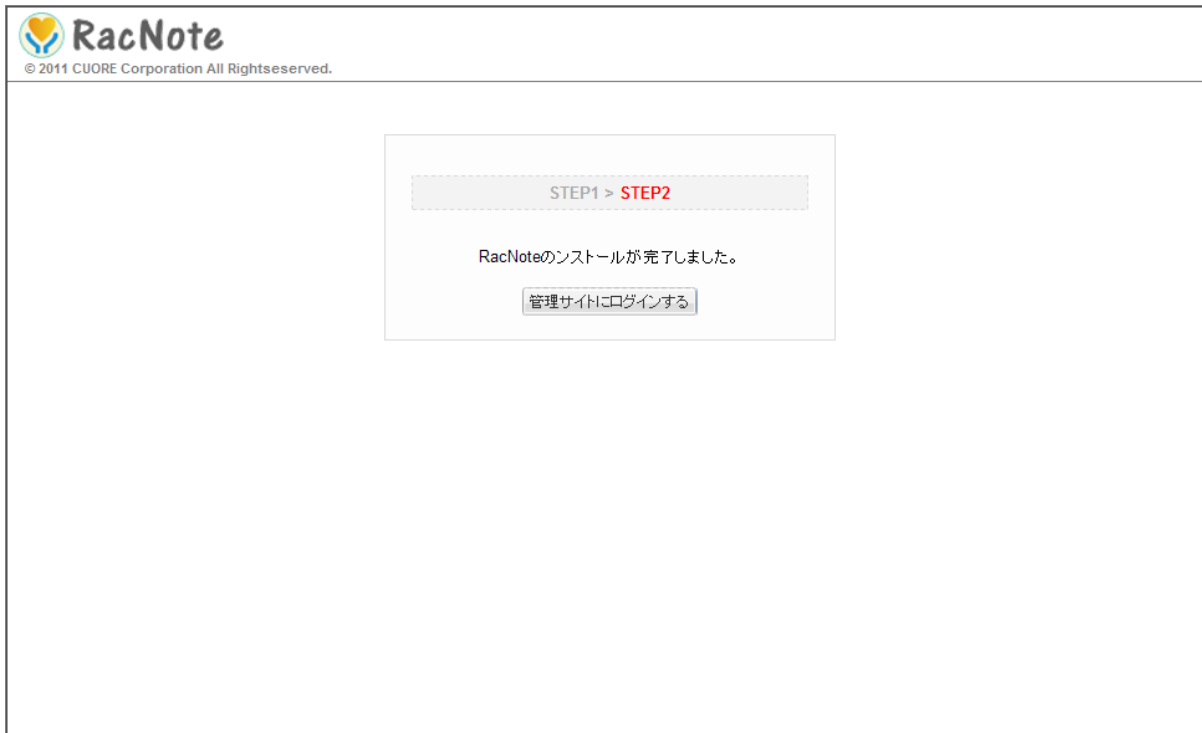 RacNote
© 2011 CUORE Corporation All Rightseserved.
STEP1 > STEP2
RacNoteのンストールが完了しました。
管理サイトにログインする